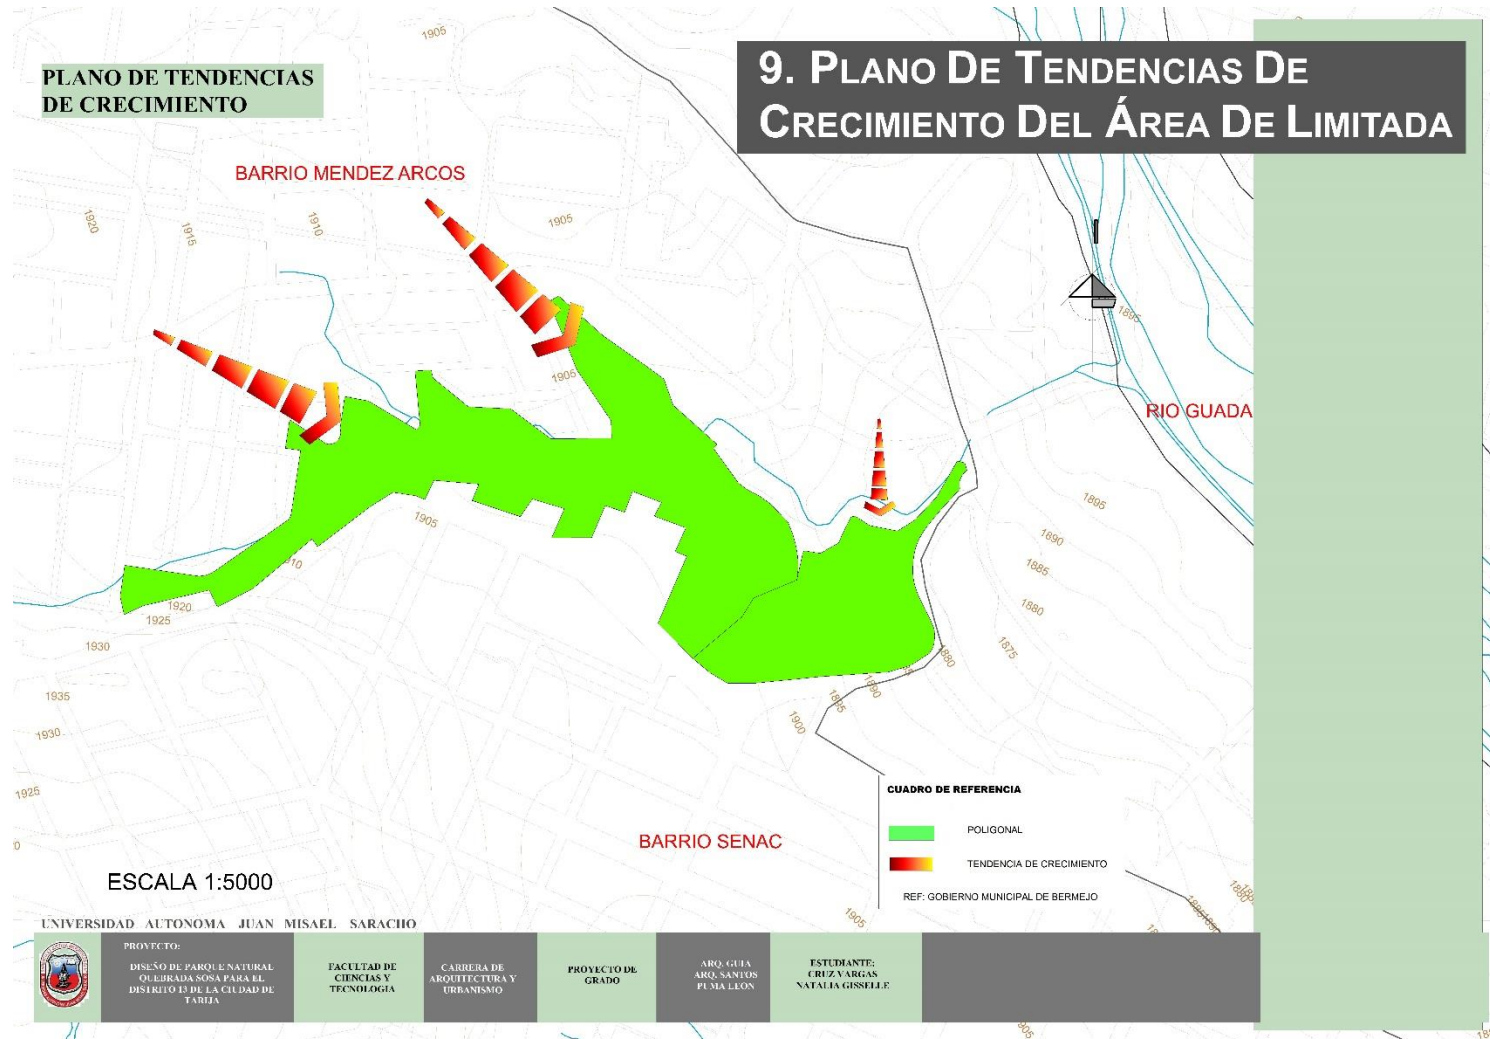 PLANO DE TENDENCIAS
DE CRECIMIENTO
9. PLANO DE TENDENCIAS DE
CRECIMIENTO DEL ÁREA DE LIMITADA
1905
BARRIO MENDEZ ARCOS
1920
1915
1910
1905
1895
1905
RIO GUADA
1905
1895
1890
1885
1880
1875
1880
1890
1895
1900
10
1920
1925
1930
1935
1930
1925
0
CUADRO DE REFERENCIA
POLIGONAL
TENDENCIA DE CRECIMIENTO
REF: GOBIERNO MUNICIPAL DE BERMEJO
BARRIO SENAC
ESCALA 1:5000
1905
UNIVERSIDAD AUTONOMA JUAN MISAEL SARACHO
PROYECTO:
DISEÑO DE PARQUE NATURAL
QUEBRADA SOSA PARA EL
DISTRITO 13 DE LA CIUDAD DE
TARIJA
FACULTAD DE
CIENCIAS Y
TECNOLOGIA
CARRERA DE
ARQUITECTURA Y
URBANISMO
PROYECTO DE
GRADO
ARQ. GUIA
ARQ. SANTOS
PUMA LEON
ESTUDIANTE:
CRUZ VARGAS
NATALIA GISSELLE